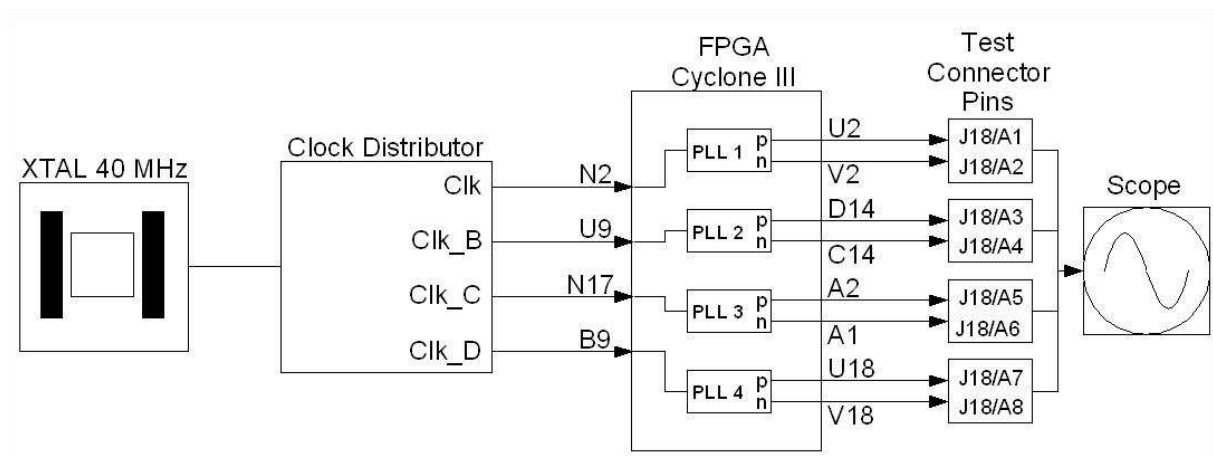 FPGA
Cyclone III
Test
Connector
Pins
XTAL 40 MHz
Clock Distributor
Clk
Clk_B
Clk_C
Clk_D
N2
U9
N17
B9
PLL 1
p
n
PLL 2
p
n
PLL 3
p
n
PLL 4
p
n
U2
V2
D14
C14
A2
A1
U18
V18
J18/A1
J18/A2
J18/A3
J18/A4
J18/A5
J18/A6
J18/A7
J18/A8
Scope